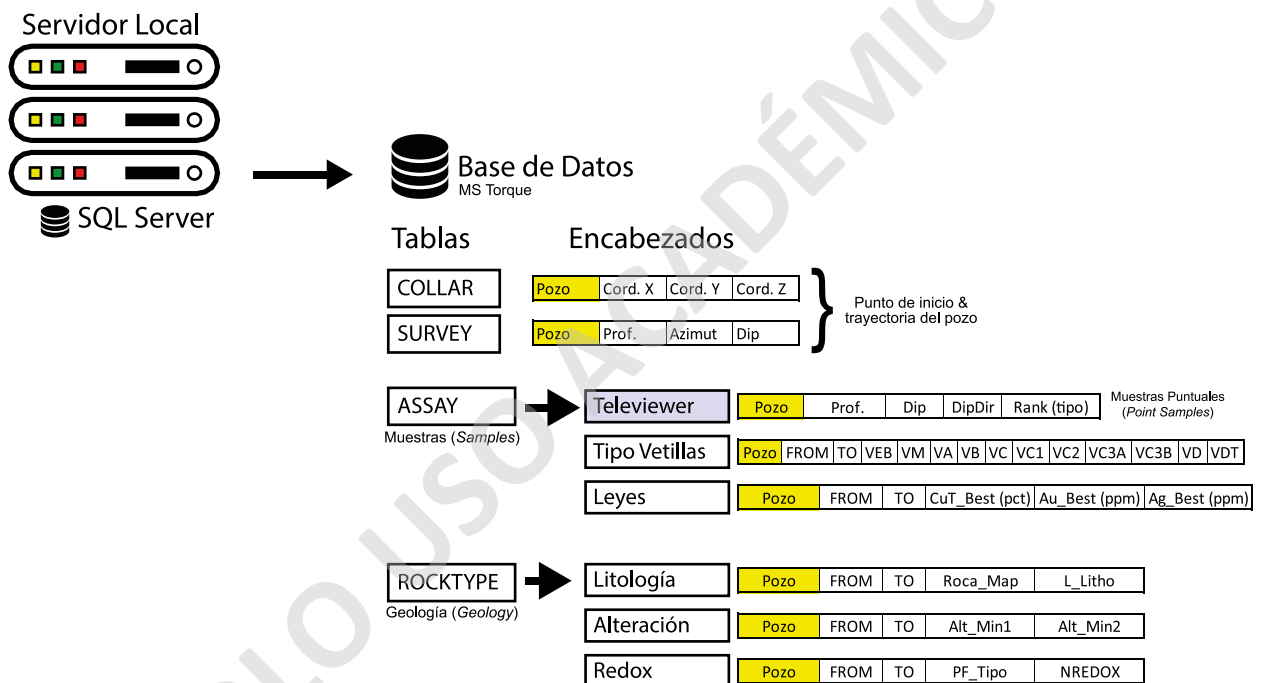 Servidor Local
SQL Server
Base de Datos
MS Torque
Tablas Encabezados
COLLAR Pozo Cord. X Cord. Y Cord. Z
SURVEY Pozo Prof. Azimut Dip
Punto de inicio &
trayectoria del pozo
ASSAY
Muestras (Samples)
Televiewer Pozo Prof. Dip DipDir Rank (tipo)
Muestras Puntuales
(Point Samples)
Tipo Vetillas Pozo FROM TO VEB VM VA VB VC VC1 VC2 VC3A VC3B VD VDT
Leyes Pozo FROM TO CuT_Best (pct) Au_Best (ppm) Ag_Best (ppm)
ROCKTYPE
Geología (Geology)
Litología Pozo FROM TO Roca_Map L_Litho
Alteración Pozo FROM TO Alt_Min1 Alt_Min2
Redox Pozo FROM TO PF_Tipo NREDOX
LO USO ACADÉMIC